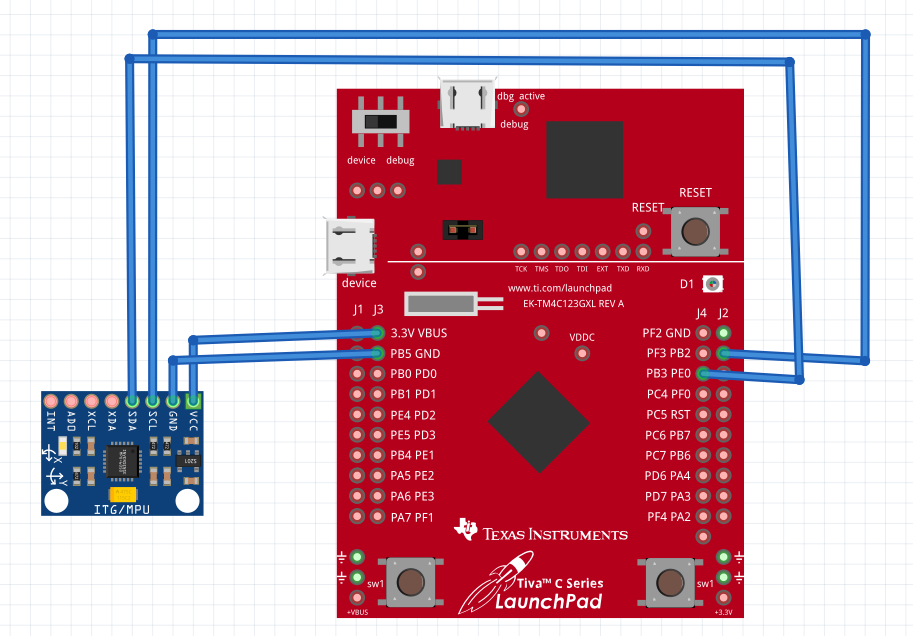 dbg active
debug
device debug
RESET
RESET
TCK TMS TDO TDI EXT TXD RXD
device
D1
www.ti.com/launchpad
EK-TM4C123GXL REV A
J1 J3
J4 J2
VDDC
3.3V VBUS
PF2 GND
PB5 GND
PF3 PB2
PB0 PD0
PB3 PE0
PB1 PD1
PC4 PF0
PE4 PD2
PC5 RST
PE5 PD3
PC6 PB7
PB4 PE1
PC7 PB6
PA5 PE2
PD6 PA4
PA6 PE3
PD7 PA3
PA7 PF1
PF4 PA2
INT AD0 XCL XDA SDA SCL GND VCC
X
Y
ITG/MPU
TEXAS INSTRUMENTS
sw1
Tiva™ C Series
LaunchPad
sw1
+VBUS
+3.3V